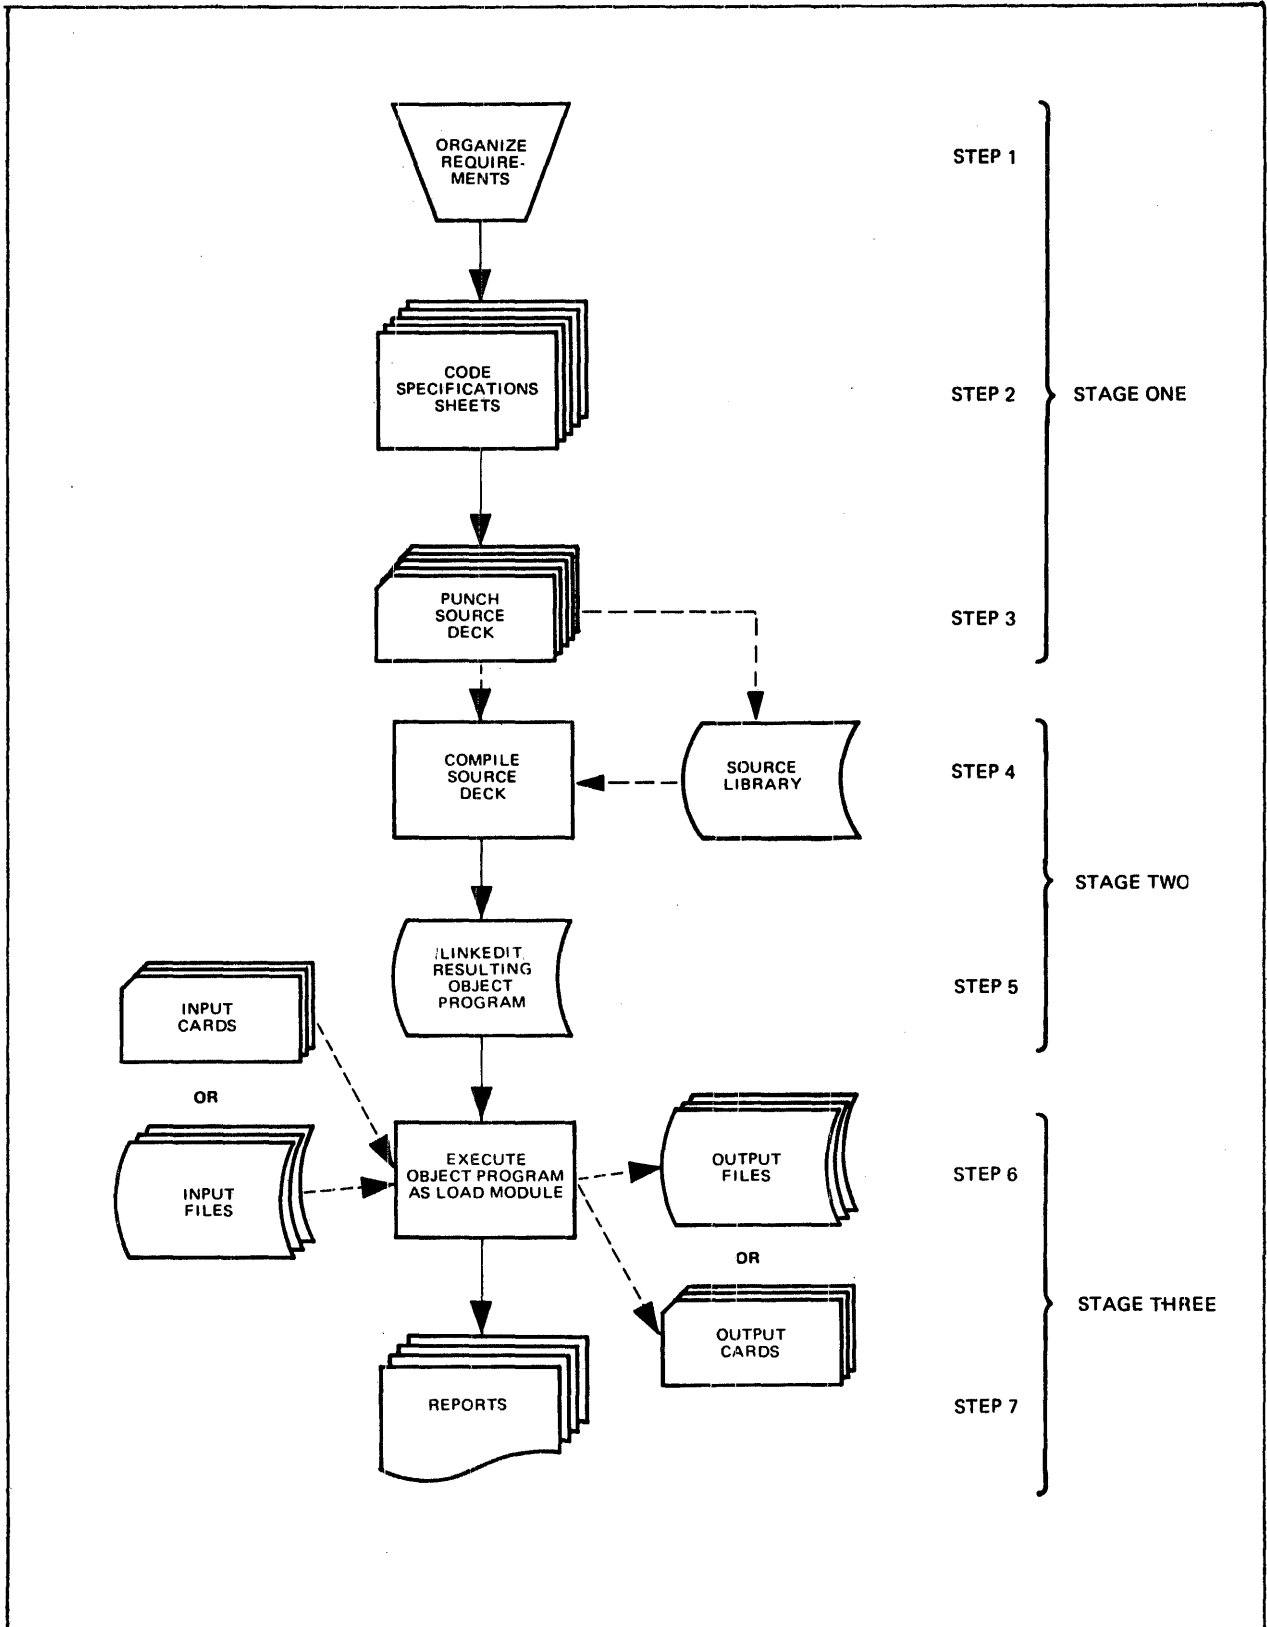 ORGANIZE
REQUIRE-
MENTS
STEP 1
CODE
SPECIFICATIONS
SHEETS
STEP 2
STAGE ONE
PUNCH
SOURCE
DECK
STEP 3
COMPILE
SOURCE
DECK
SOURCE
LIBRARY
STEP 4
STAGE TWO
LINKEDIT
RESULTING
OBJECT
PROGRAM
STEP 5
INPUT
CARDS
OR
INPUT
FILES
EXECUTE
OBJECT PROGRAM
AS LOAD MODULE
OUTPUT
FILES
STEP 6
OR
OUTPUT
CARDS
STAGE THREE
REPORTS
STEP 7